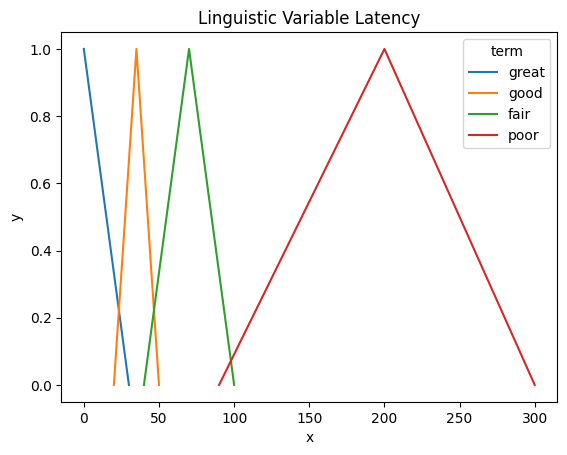 Linguistic Variable Latency
term
great
good
fair
poor
1.0
0.8
0.6
0.4
0.2
0.0
y
0 50 100 150 200 250 300
x